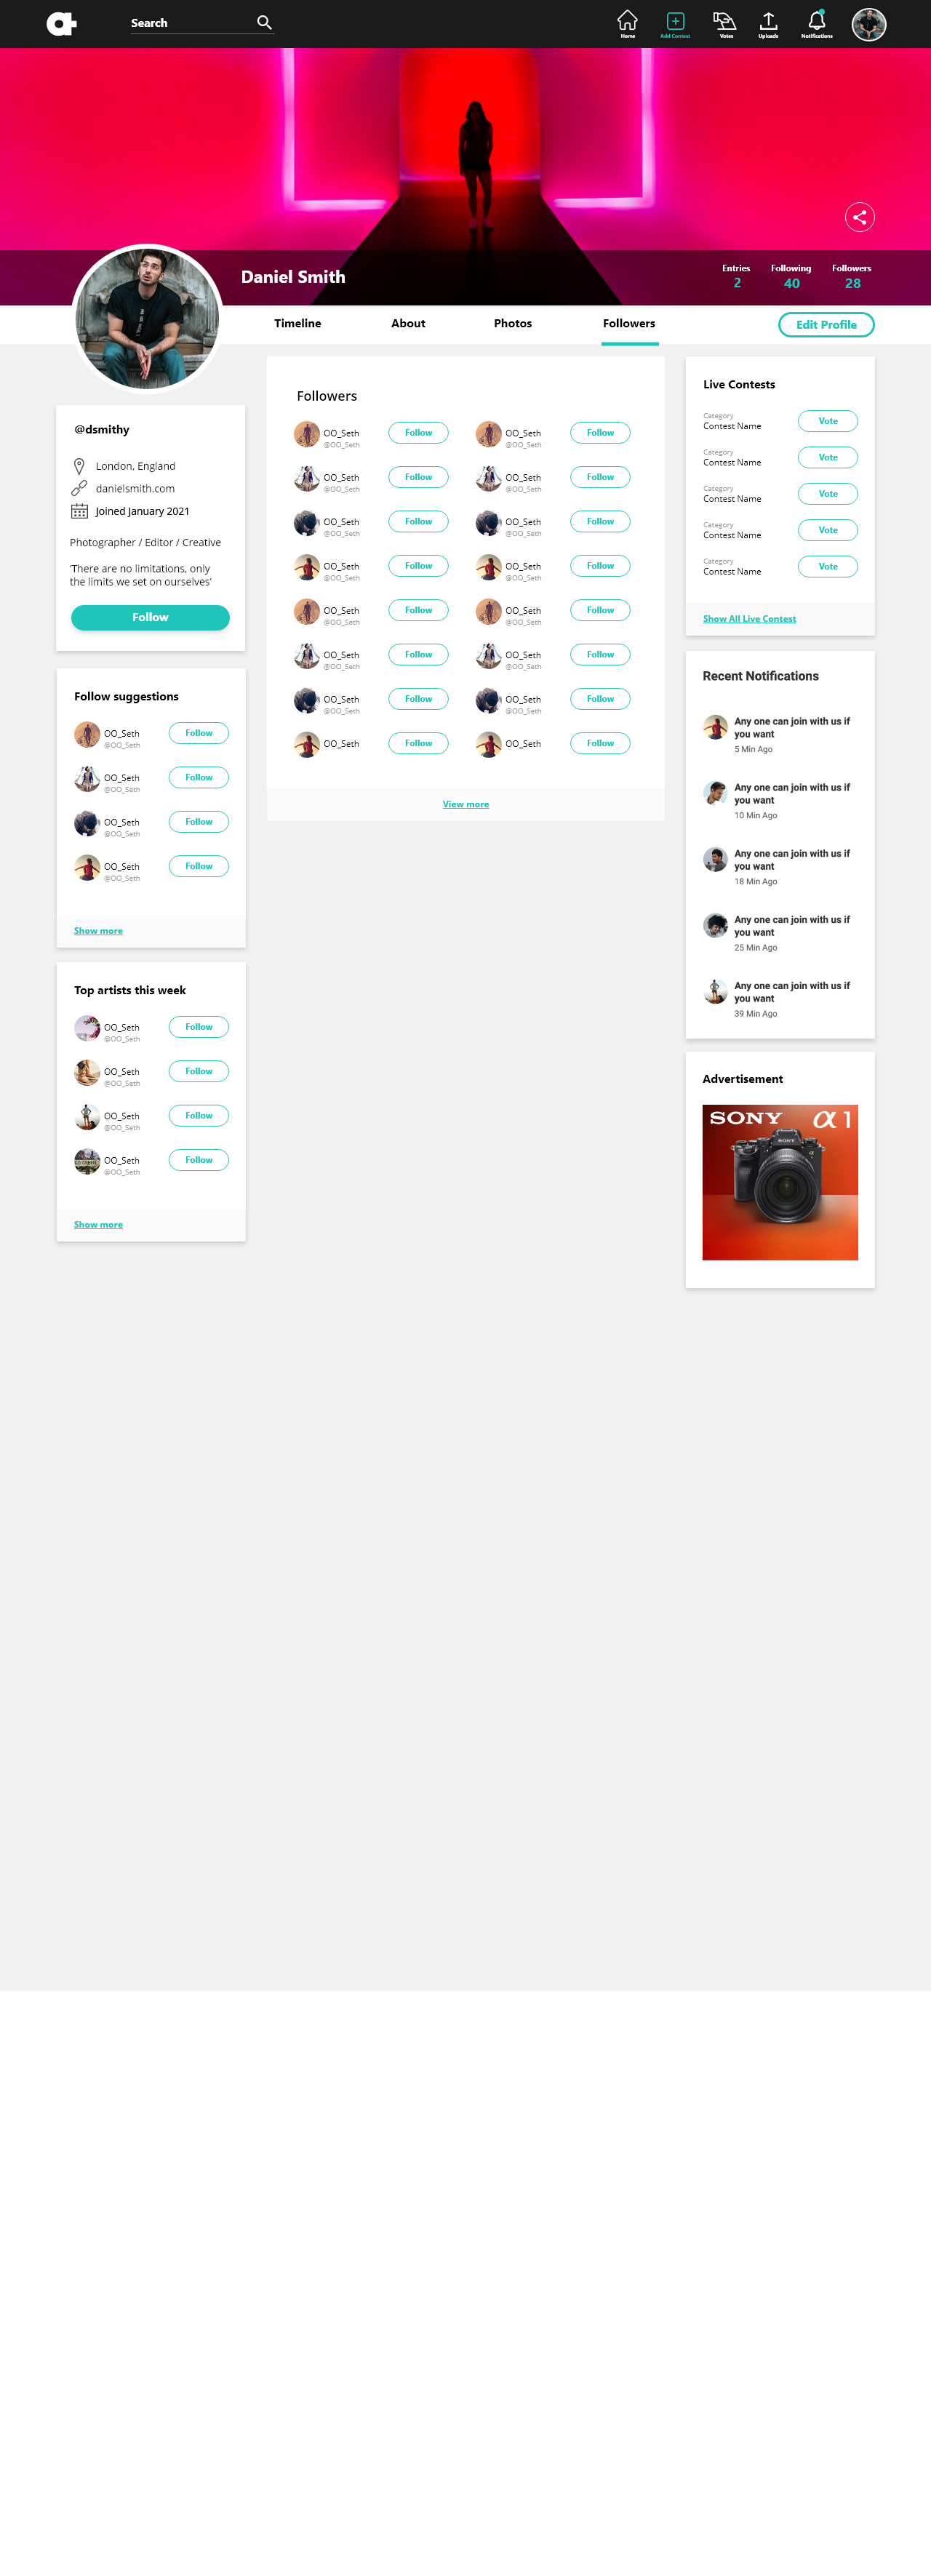 a+
Search
Home
Add Contest
Votes
Uploads
Notifications
Daniel Smith
Entries
2
Following
40
Followers
28
Timeline
About
Photos
Followers
Edit Profile
@dsmithy
London, England
danielsmith.com
Joined January 2021
Photographer / Editor / Creative
‘There are no limitations, only
the limits we set on ourselves’
Follow
Follow suggestions
OO_Seth
@OO_Seth
Follow
OO_Seth
@OO_Seth
Follow
OO_Seth
@OO_Seth
Follow
OO_Seth
@OO_Seth
Follow
Show more
Top artists this week
OO_Seth
@OO_Seth
Follow
OO_Seth
@OO_Seth
Follow
OO_Seth
@OO_Seth
Follow
OO_Seth
@OO_Seth
Follow
Show more
Followers
OO_Seth
@OO_Seth
Follow
OO_Seth
@OO_Seth
Follow
OO_Seth
@OO_Seth
Follow
OO_Seth
@OO_Seth
Follow
OO_Seth
@OO_Seth
Follow
OO_Seth
@OO_Seth
Follow
OO_Seth
@OO_Seth
Follow
OO_Seth
@OO_Seth
Follow
OO_Seth
@OO_Seth
Follow
OO_Seth
@OO_Seth
Follow
OO_Seth
@OO_Seth
Follow
OO_Seth
@OO_Seth
Follow
OO_Seth
@OO_Seth
Follow
OO_Seth
@OO_Seth
Follow
OO_Seth
Follow
OO_Seth
Follow
View more
Live Contests
Category
Contest Name
Vote
Category
Contest Name
Vote
Category
Contest Name
Vote
Category
Contest Name
Vote
Category
Contest Name
Vote
Show All Live Contest
Recent Notifications
Any one can join with us if
you want
5 Min Ago
Any one can join with us if
you want
10 Min Ago
Any one can join with us if
you want
18 Min Ago
Any one can join with us if
you want
25 Min Ago
Any one can join with us if
you want
39 Min Ago
Advertisement
SONY α1
SONY